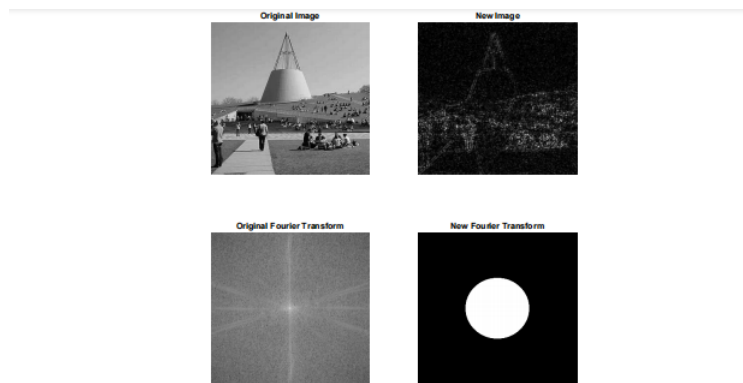 Original Image
New Image
Original Fourier Transform
New Fourier Transform